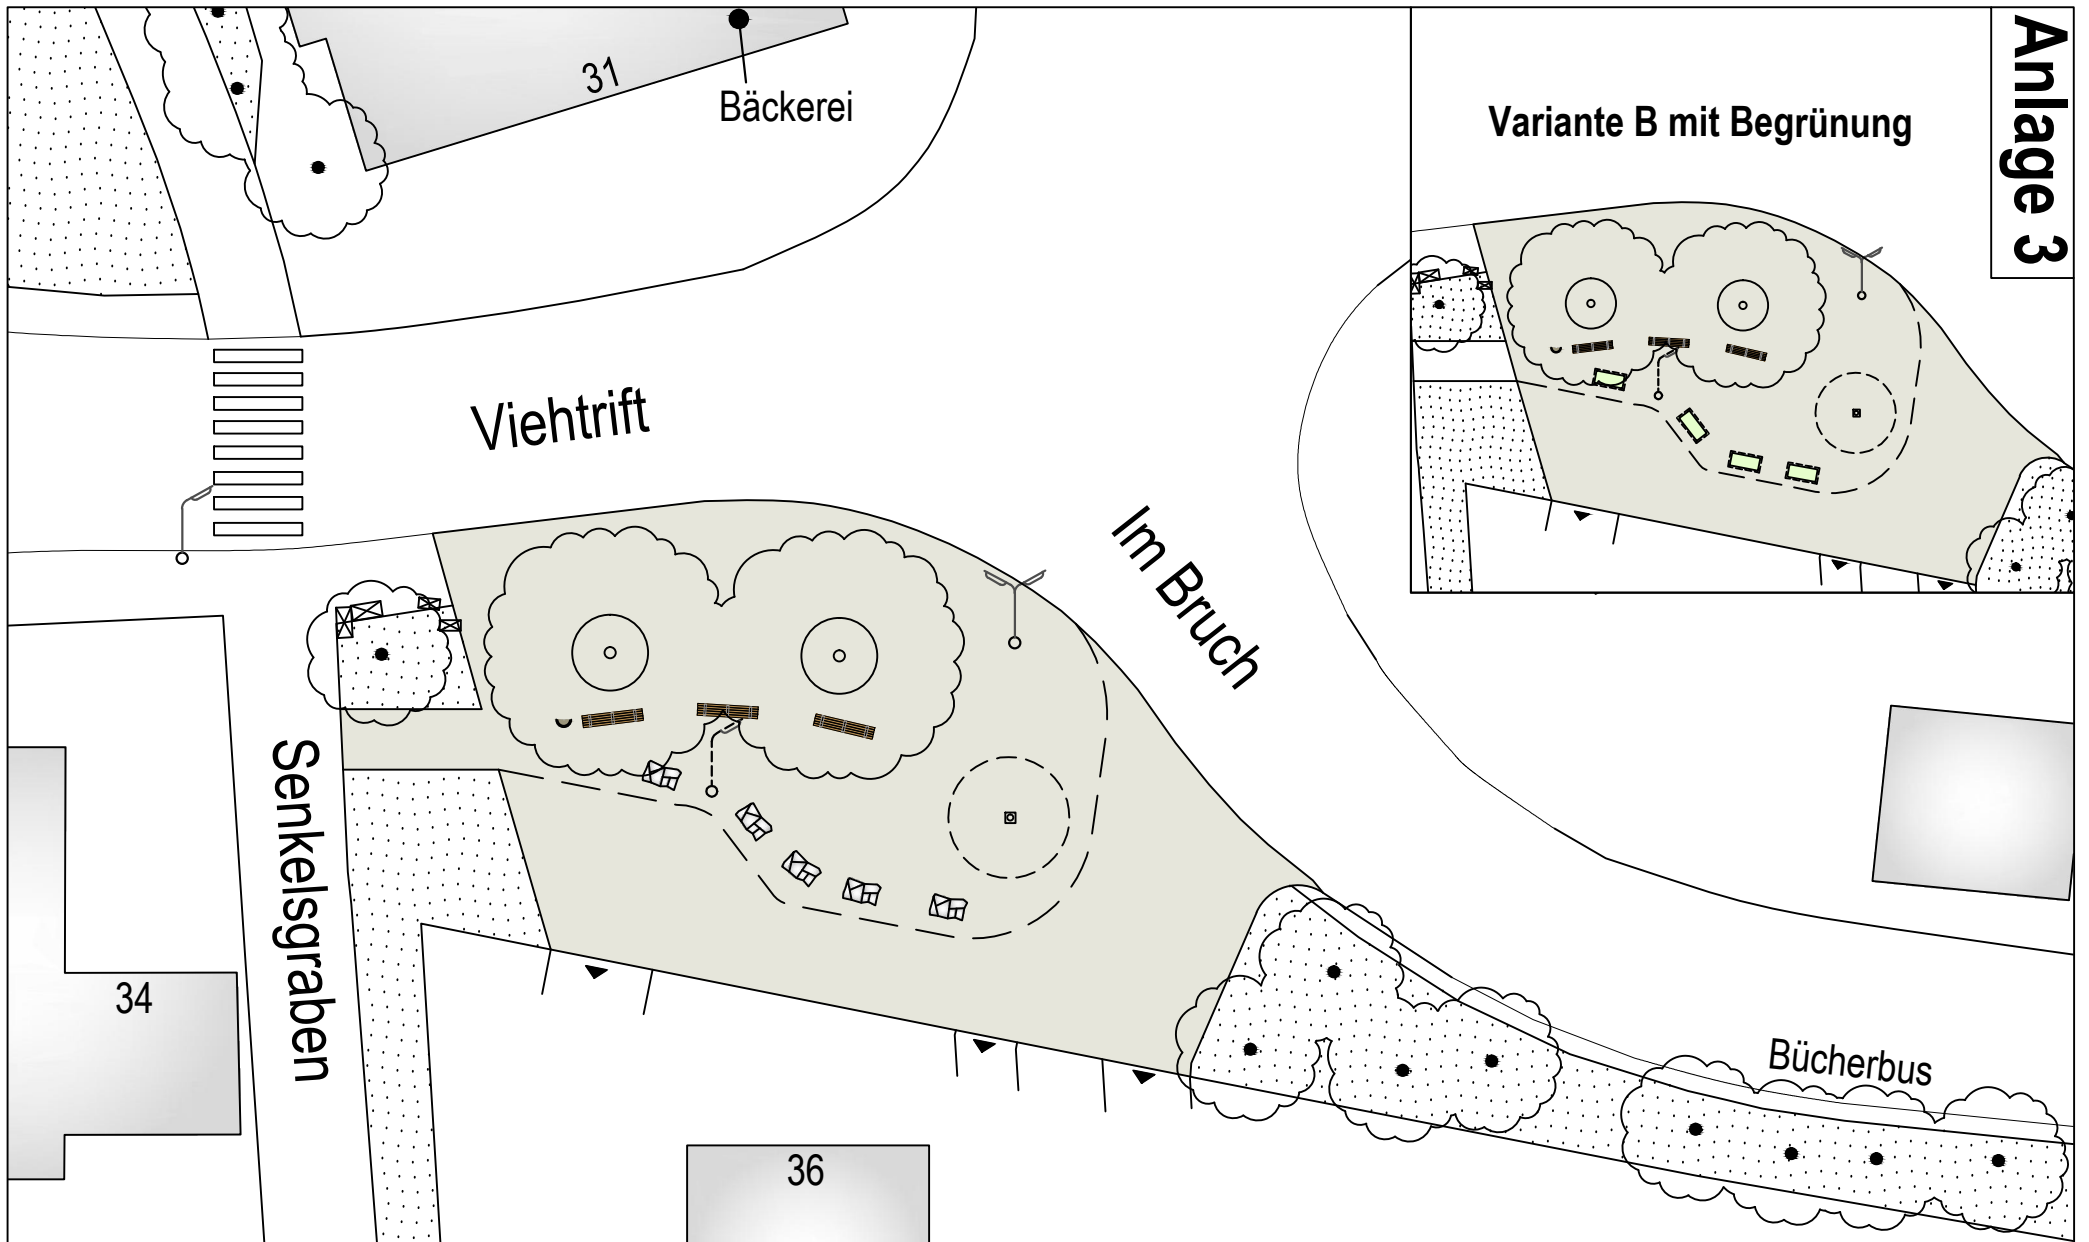 31
Bäckerei
Variante B mit Begrünung
Anlage 3
Viehtrift
Im Bruch
Senkelsgraben
34
36
Bücherbus